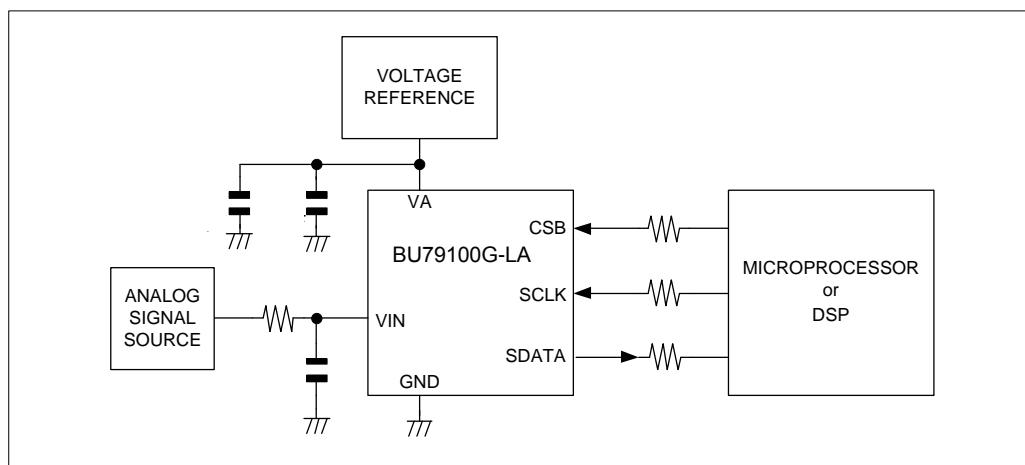 VOLTAGE
REFERENCE
VA
CSB
BU79100G-LA
MICROPROCESSOR
or
DSP
ANALOG
SIGNAL
SOURCE
SCLK
VIN
SDATA
GND